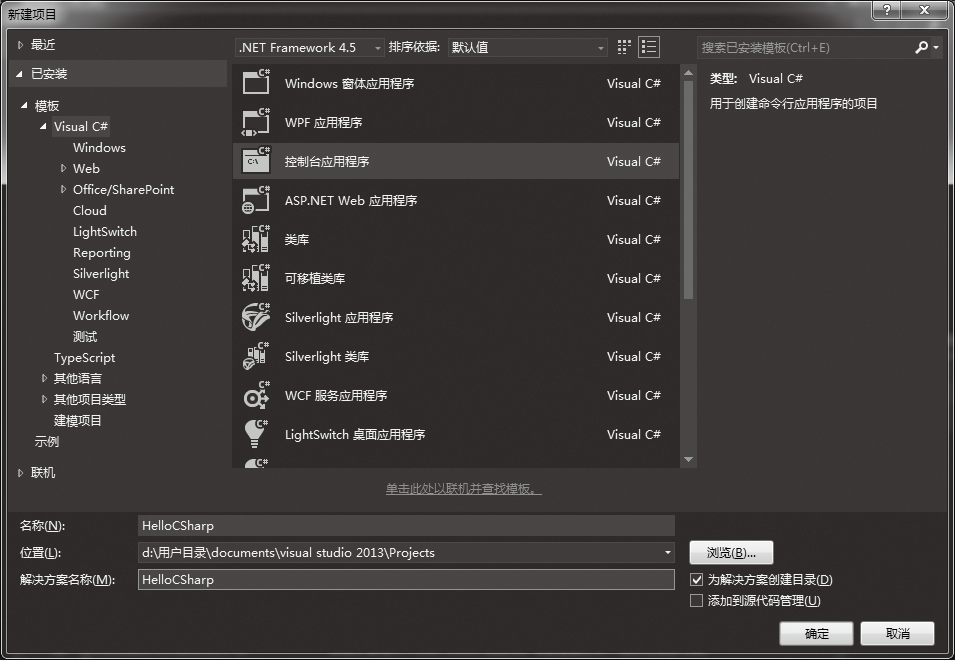 新建项目
? x
最近
已安装
模板
Visual C#
Windows
Web
Office/SharePoint
Cloud
LightSwitch
Reporting
Silverlight
WCF
Workflow
测试
TypeScript
其他语言
其他项目类型
建模项目
示例
联机
.NET Framework 4.5 排序依据: 默认值
C# Windows 窗体应用程序 Visual C#
C# WPF 应用程序 Visual C#
C# C:\ 控制台应用程序 Visual C#
C# ASP.NET Web 应用程序 Visual C#
C# 类库 Visual C#
C# 可移植类库 Visual C#
C# Silverlight 应用程序 Visual C#
C# Silverlight 类库 Visual C#
C# WCF 服务应用程序 Visual C#
C# LightSwitch 桌面应用程序 Visual C#
C#
单击此处以联机并查找模板。
搜索已安装模板(Ctrl+E)
类型: Visual C#
用于创建命令行应用程序的项目
名称(N): HelloCSharp
位置(L): d:\用户目录\documents\visual studio 2013\Projects 浏览(B)...
解决方案名称(M): HelloCSharp 为解决方案创建目录(D)
添加到源代码管理(U)
确定 取消